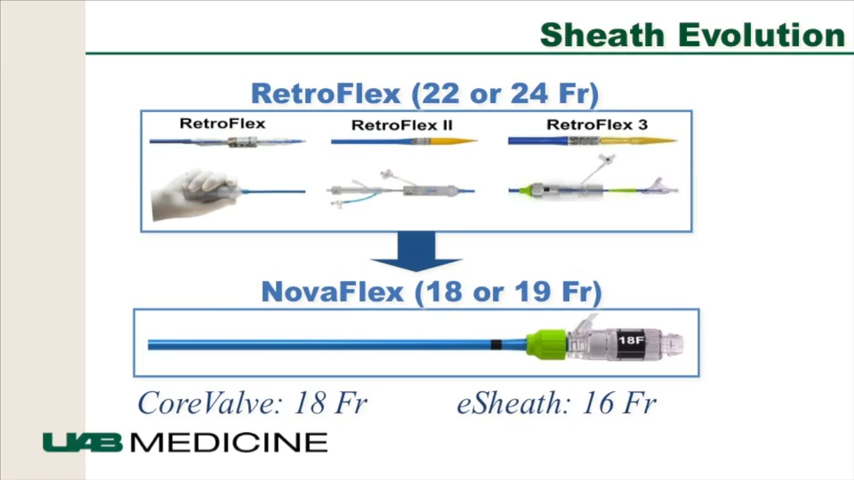 Sheath Evolution
RetroFlex (22 or 24 Fr)
RetroFlex RetroFlex II RetroFlex 3
NovaFlex (18 or 19 Fr)
18F
CoreValve: 18 Fr eSheath: 16 Fr
UAB MEDICINE